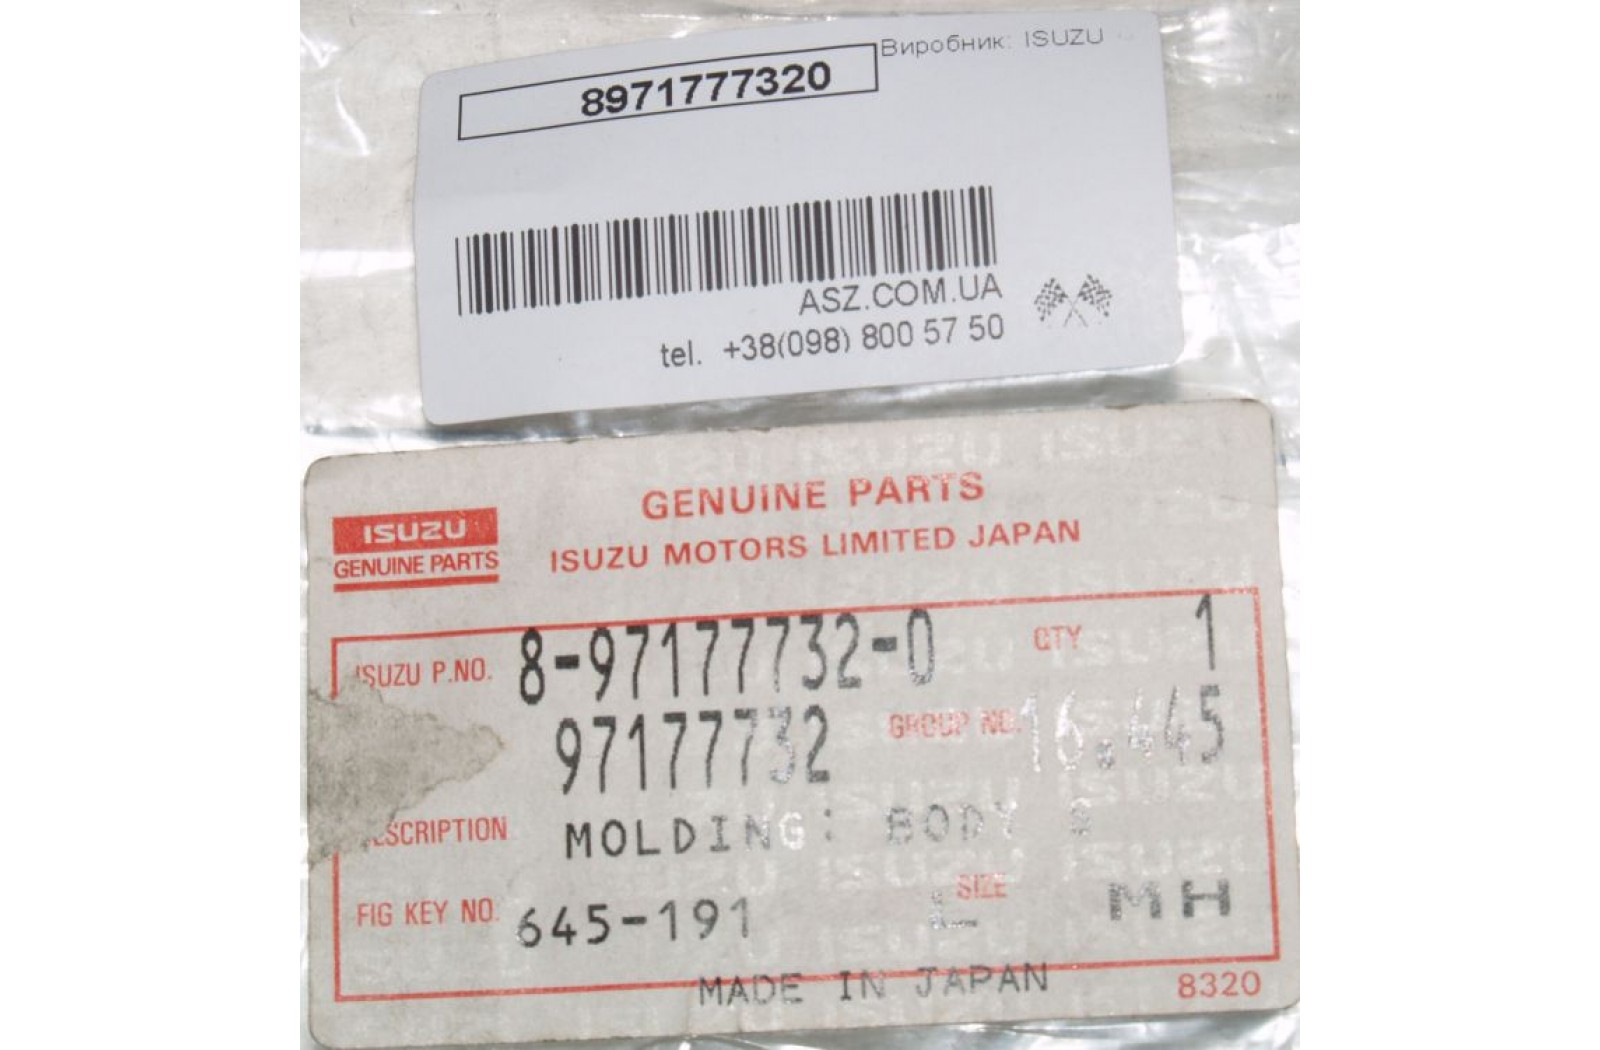 Виробник: ISUZU
8971777320
ASZ.COM.UA
tel. +38(098) 800 57 50
GENUINE PARTS
ISUZU MOTORS LIMITED JAPAN
ISUZU
GENUINE PARTS
ISUZU P.NO. 8-97177732-0 QTY 1
97177732 GROUP NO. 16.445
DESCRIPTION MOLDING: BODY S
FIG KEY NO. 645-191 SIZE L MH
MADE IN JAPAN 8320